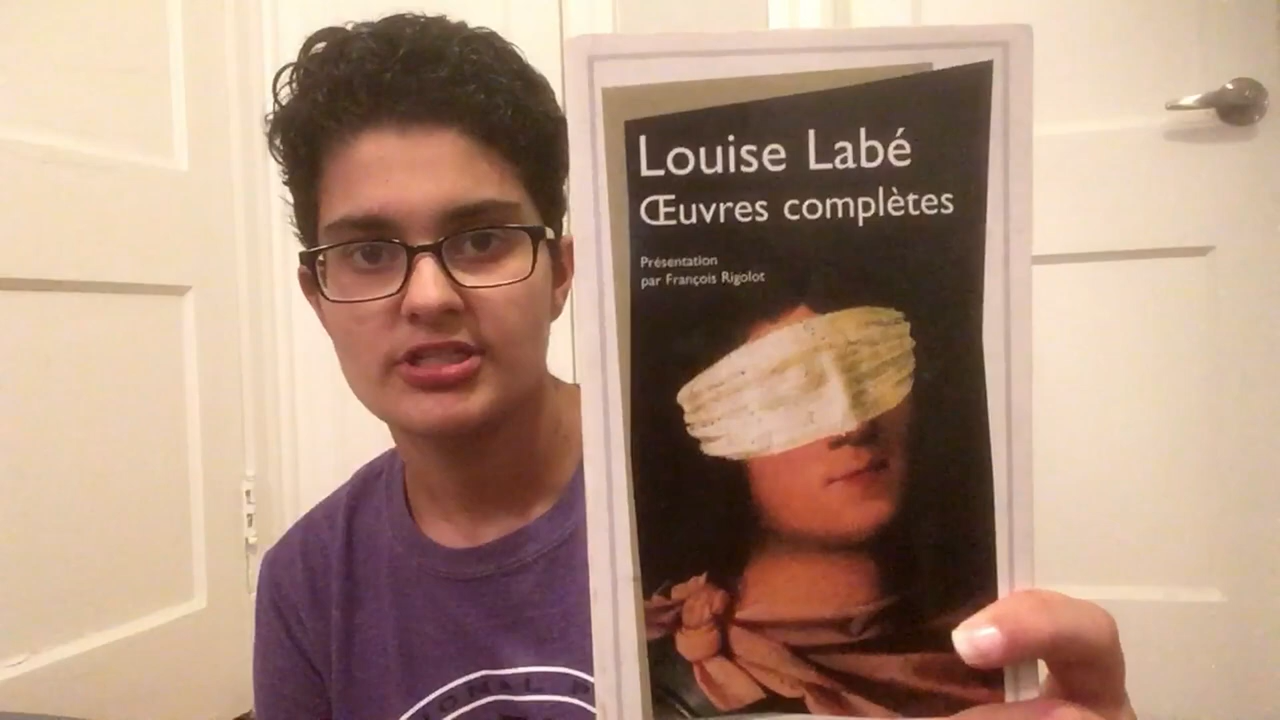 Louise Labé
Œuvres complètes
Présentation
par François Rigolot